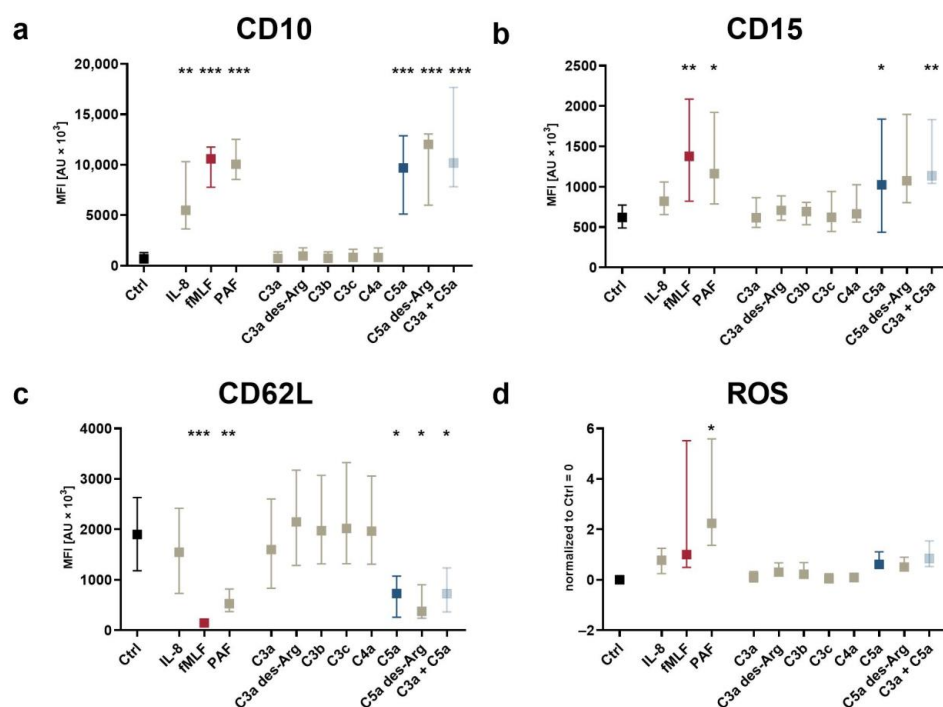 a
CD10
** *** *** *** *** ***
MFI [AU × 10³]
20,000
15,000
10,000
5000
0
Ctrl
IL-8
fMLF
PAF
C3a
C3a des-Arg
C3b
C3c
C4a
C5a
C5a des-Arg
C3a + C5a
b
CD15
** * * **
MFI [AU × 10³]
2500
2000
1500
1000
500
0
Ctrl
IL-8
fMLF
PAF
C3a
C3a des-Arg
C3b
C3c
C4a
C5a
C5a des-Arg
C3a + C5a
c
CD62L
*** ** * * *
MFI [AU × 10³]
4000
3000
2000
1000
0
Ctrl
IL-8
fMLF
PAF
C3a
C3a des-Arg
C3b
C3c
C4a
C5a
C5a des-Arg
C3a + C5a
d
ROS
*
normalized to Ctrl = 0
6
4
2
0
–2
Ctrl
IL-8
fMLF
PAF
C3a
C3a des-Arg
C3b
C3c
C4a
C5a
C5a des-Arg
C3a + C5a